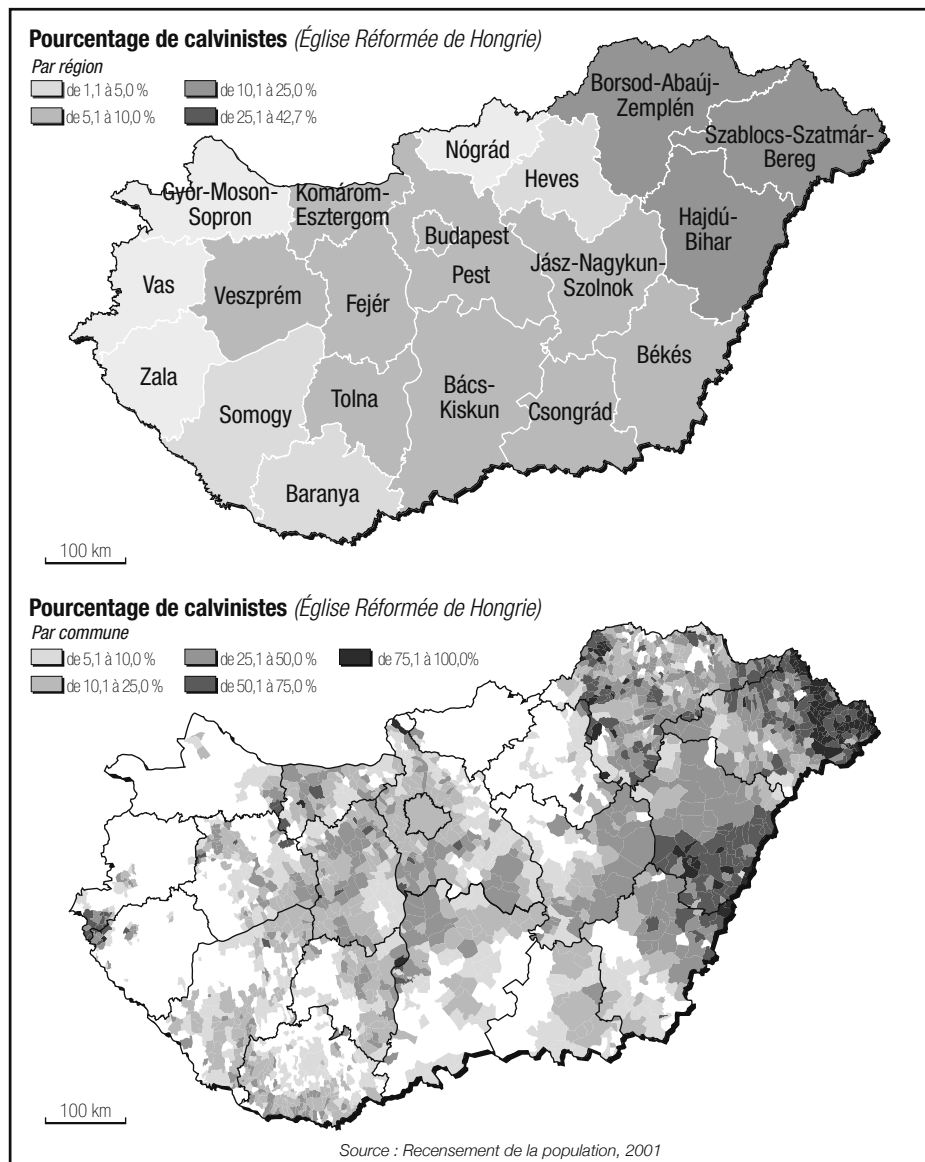 Pourcentage de calvinistes (Église Réformée de Hongrie)
Par région
de 1,1 à 5,0 %
de 10,1 à 25,0 %
de 5,1 à 10,0 %
de 25,1 à 42,7 %
Borsod-Abaúj-
Zemplén
Szablocs-Szatmár-
Bereg
Nógrád
Heves
Győr-Moson-
Sopron
Komárom-
Esztergom
Hajdú-
Bihar
Budapest
Pest
Jász-Nagykun-
Szolnok
Vas
Veszprém
Fejér
Békés
Zala
Somogy
Tolna
Bács-
Kiskun
Csongrád
Baranya
100 km
Pourcentage de calvinistes (Église Réformée de Hongrie)
Par commune
de 5,1 à 10,0 %
de 25,1 à 50,0 %
de 75,1 à 100,0%
de 10,1 à 25,0 %
de 50,1 à 75,0 %
100 km
Source : Recensement de la population, 2001